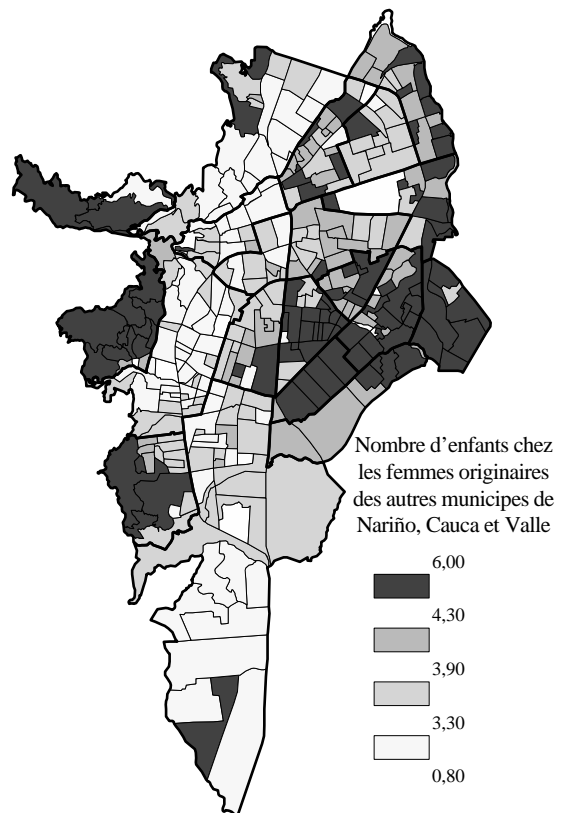 Nombre d'enfants chez
les femmes originaires
des autres municipes de
Nariño, Cauca et Valle
6,00
4,30
3,90
3,30
0,80